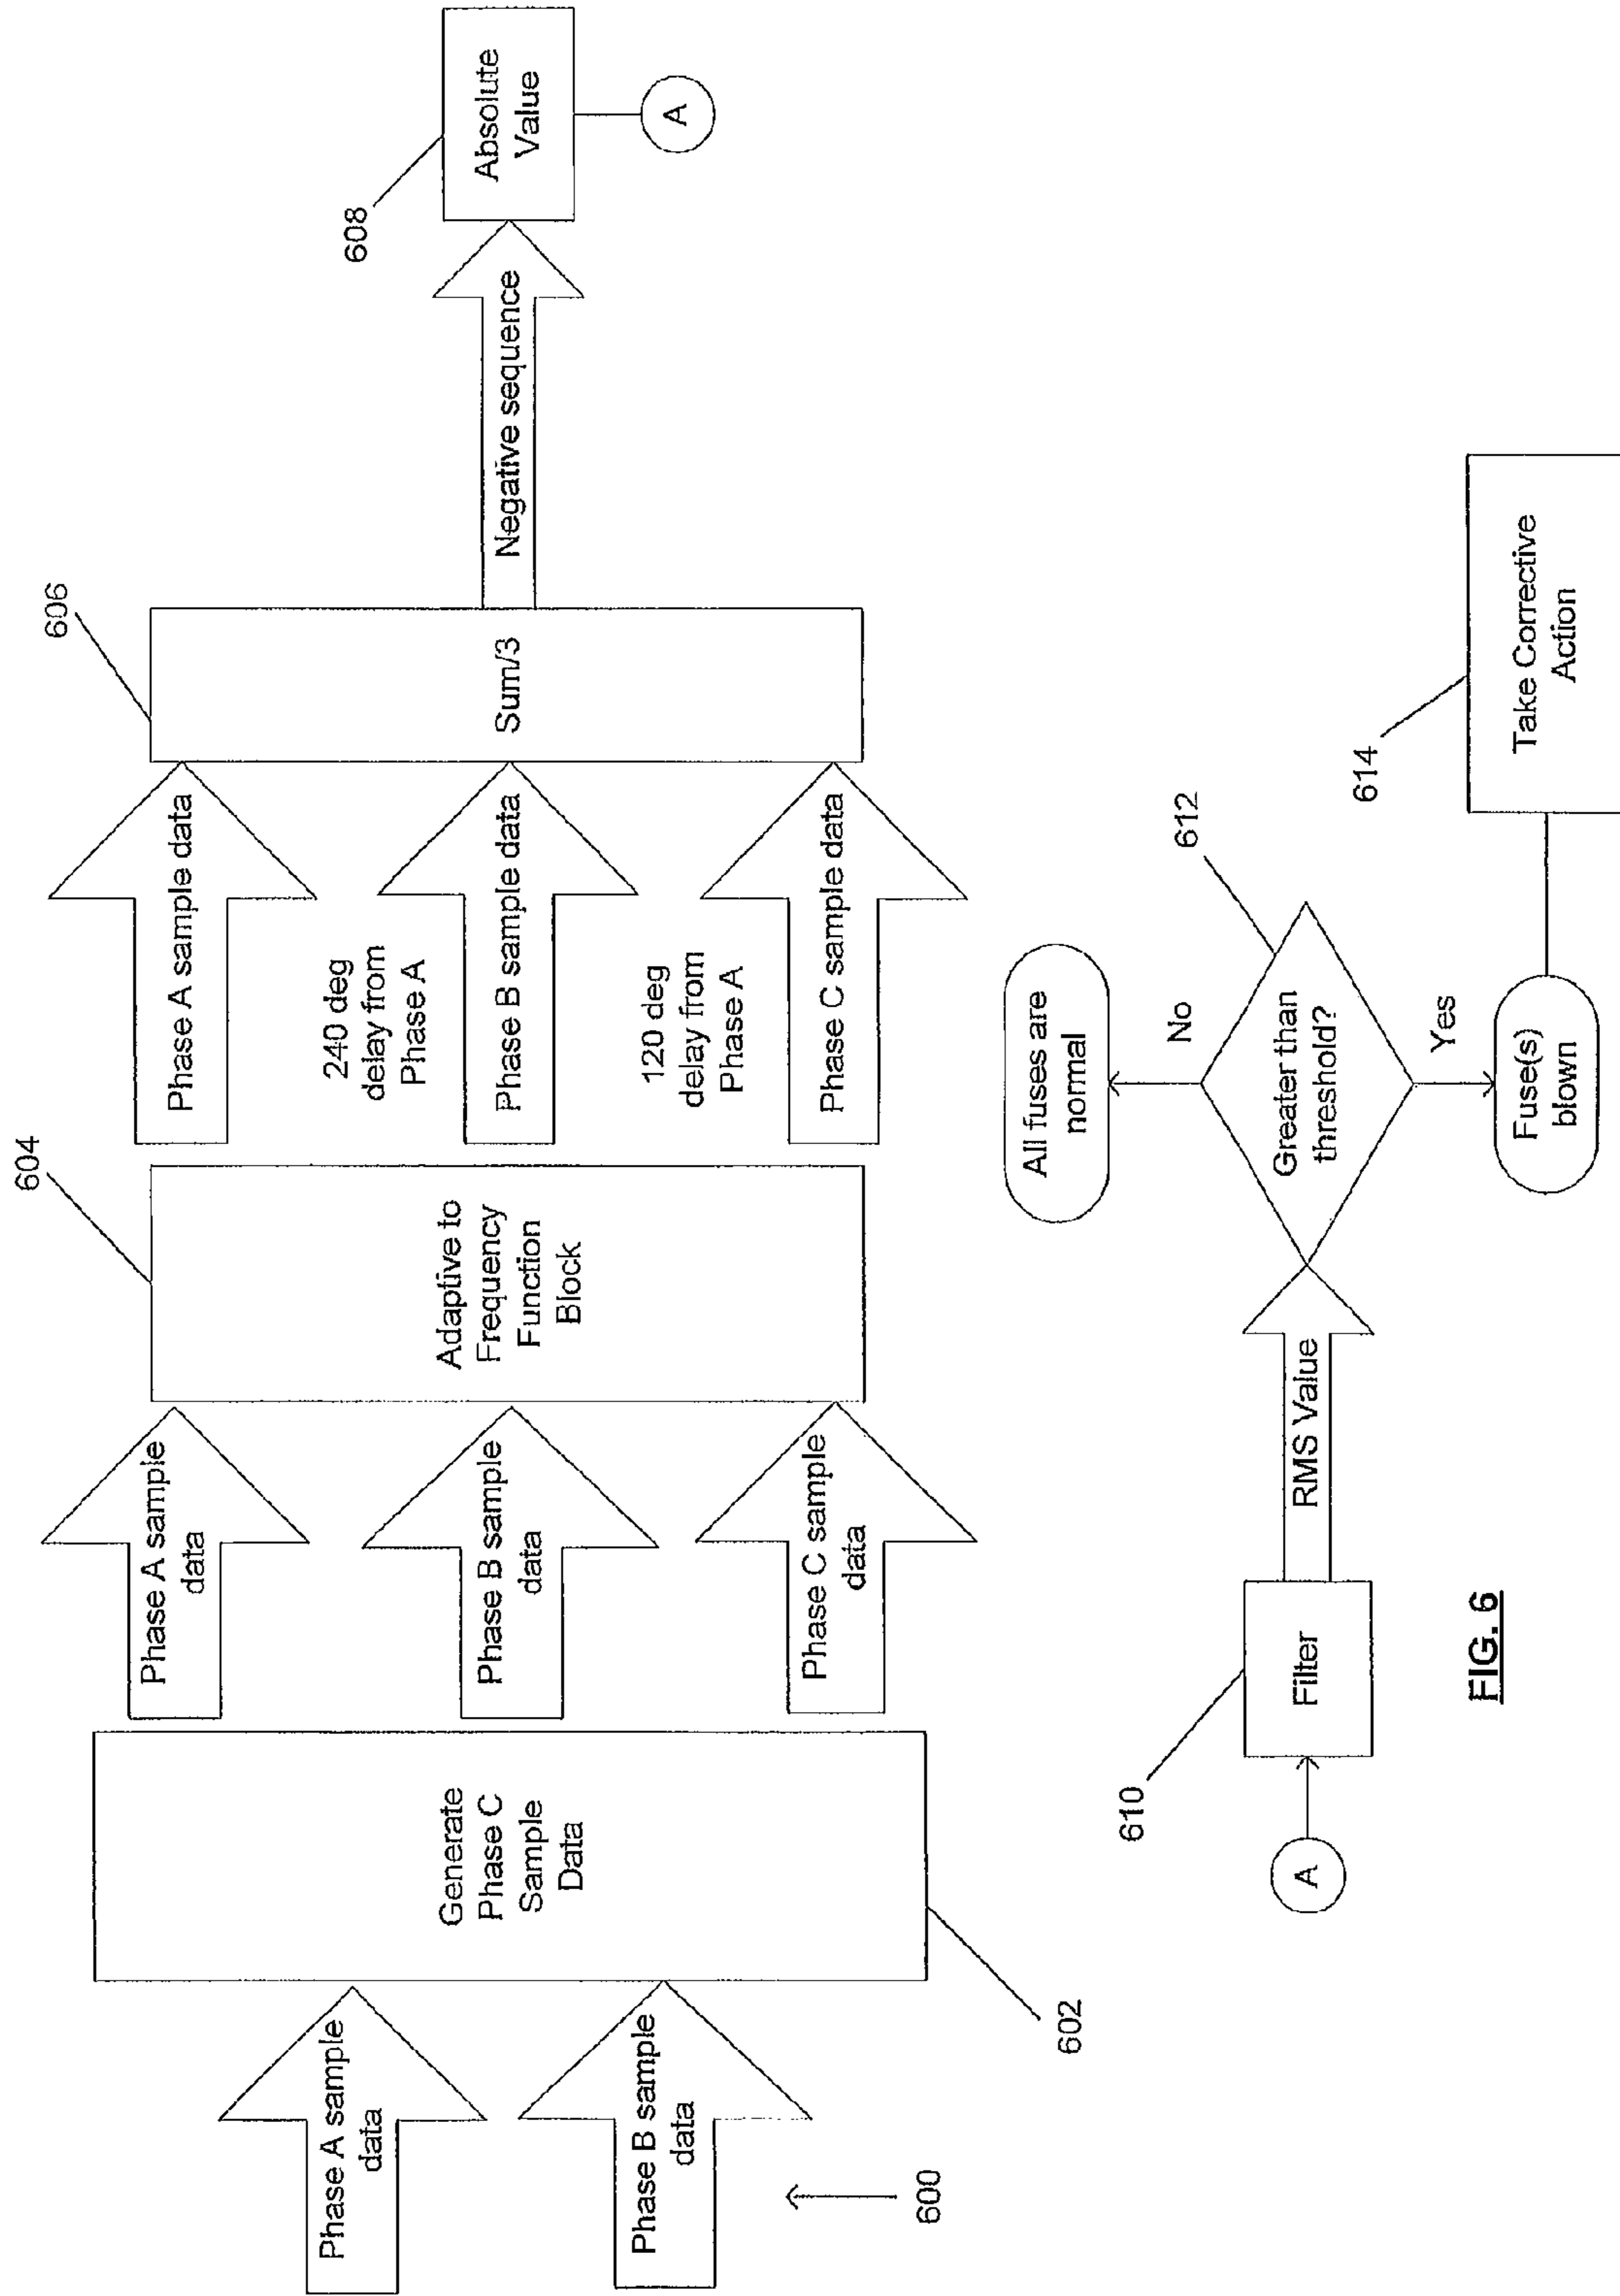 Phase A sample
data
Phase B sample
data
600
Generate
Phase C
Sample
Data
602
Phase A sample
data
Phase B sample
data
Phase C sample
data
604
Adaptive to
Frequency
Function
Block
Phase A sample data
240 deg
delay from
Phase A
Phase B sample data
120 deg
delay from
Phase A
Phase C sample data
606
Sum/3
Negative sequence
608
Absolute
Value
A
A
610
Filter
RMS Value
612
Greater than
threshold?
No
All fuses are
normal
Yes
Fuse(s)
blown
614
Take Corrective
Action
FIG. 6